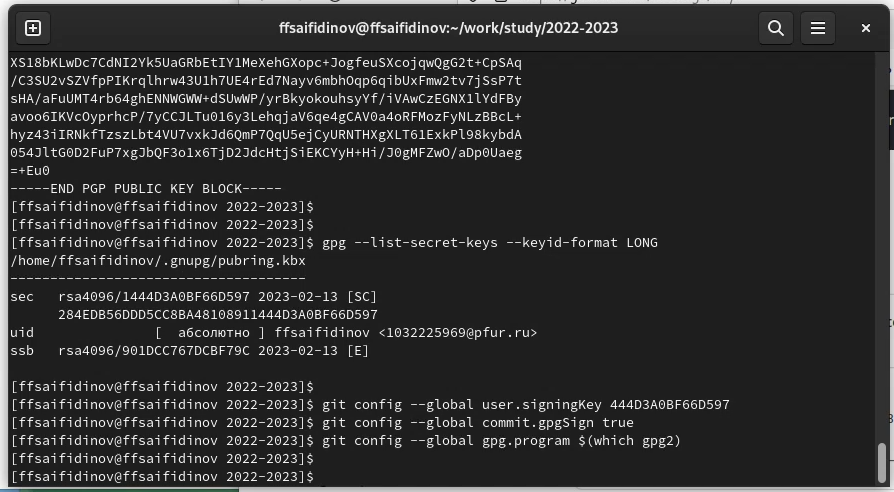 ffsaifidinov@ffsaifidinov:~/work/study/2022-2023
XS18bKLwDc7CdNI2Yk5UaGRbEtIY1MeXehGXopc+JogfeuSXcojqwQgG2t+CpSAq
/C3SU2vSZVfpPIKrqlhrw43U1h7UE4rEd7Nayv6mbhOqp6qibUxFmw2tv7jSsP7t
sHA/aFuUMT4rb64ghENNWGWW+dSUwWP/yrBkyokouhsyYf/iVAwCzEGNX1lYdFBy
avoo6IKVcOyprhcP/7yCCJLTu016y3LehqjaV6qe4gCAV0a4oRFMozFyNLzBBcL+
hyz43iIRNkfTzszLbt4VU7vxkJd6QmP7QqU5ejCyURNTHXgXLT61ExkPl98kybdA
054JltG0D2FuP7xgJbQF3o1x6TjD2JdcHtjSiEKCYyH+Hi/J0gMFZwO/aDp0Uaeg
=+Eu0
-----END PGP PUBLIC KEY BLOCK-----
[ffsaifidinov@ffsaifidinov 2022-2023]$
[ffsaifidinov@ffsaifidinov 2022-2023]$
[ffsaifidinov@ffsaifidinov 2022-2023]$ gpg --list-secret-keys --keyid-format LONG
/home/ffsaifidinov/.gnupg/pubring.kbx
-------------------------------------
sec   rsa4096/1444D3A0BF66D597 2023-02-13 [SC]
      284EDB56DDD5CC8BA48108911444D3A0BF66D597
uid               [  абсолютно ] ffsaifidinov <1032225969@pfur.ru>
ssb   rsa4096/901DCC767DCBF79C 2023-02-13 [E]
[ffsaifidinov@ffsaifidinov 2022-2023]$
[ffsaifidinov@ffsaifidinov 2022-2023]$ git config --global user.signingKey 444D3A0BF66D597
[ffsaifidinov@ffsaifidinov 2022-2023]$ git config --global commit.gpgSign true
[ffsaifidinov@ffsaifidinov 2022-2023]$ git config --global gpg.program $(which gpg2)
[ffsaifidinov@ffsaifidinov 2022-2023]$
[ffsaifidinov@ffsaifidinov 2022-2023]$